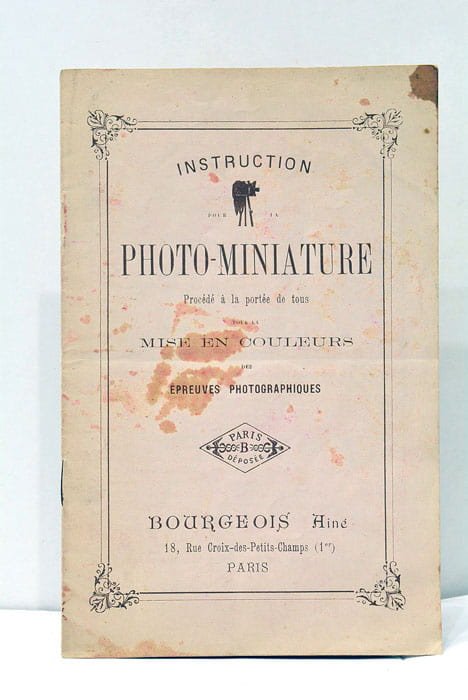 INSTRUCTION
POUR LA
PHOTO-MINIATURE
Procédé à la portée de tous
POUR LA
MISE EN COULEURS
DES
ÉPREUVES PHOTOGRAPHIQUES
PARIS
B
DÉPOSÉE
BOURGEOIS Aîné
18, Rue Croix-des-Petits-Champs (1er)
PARIS